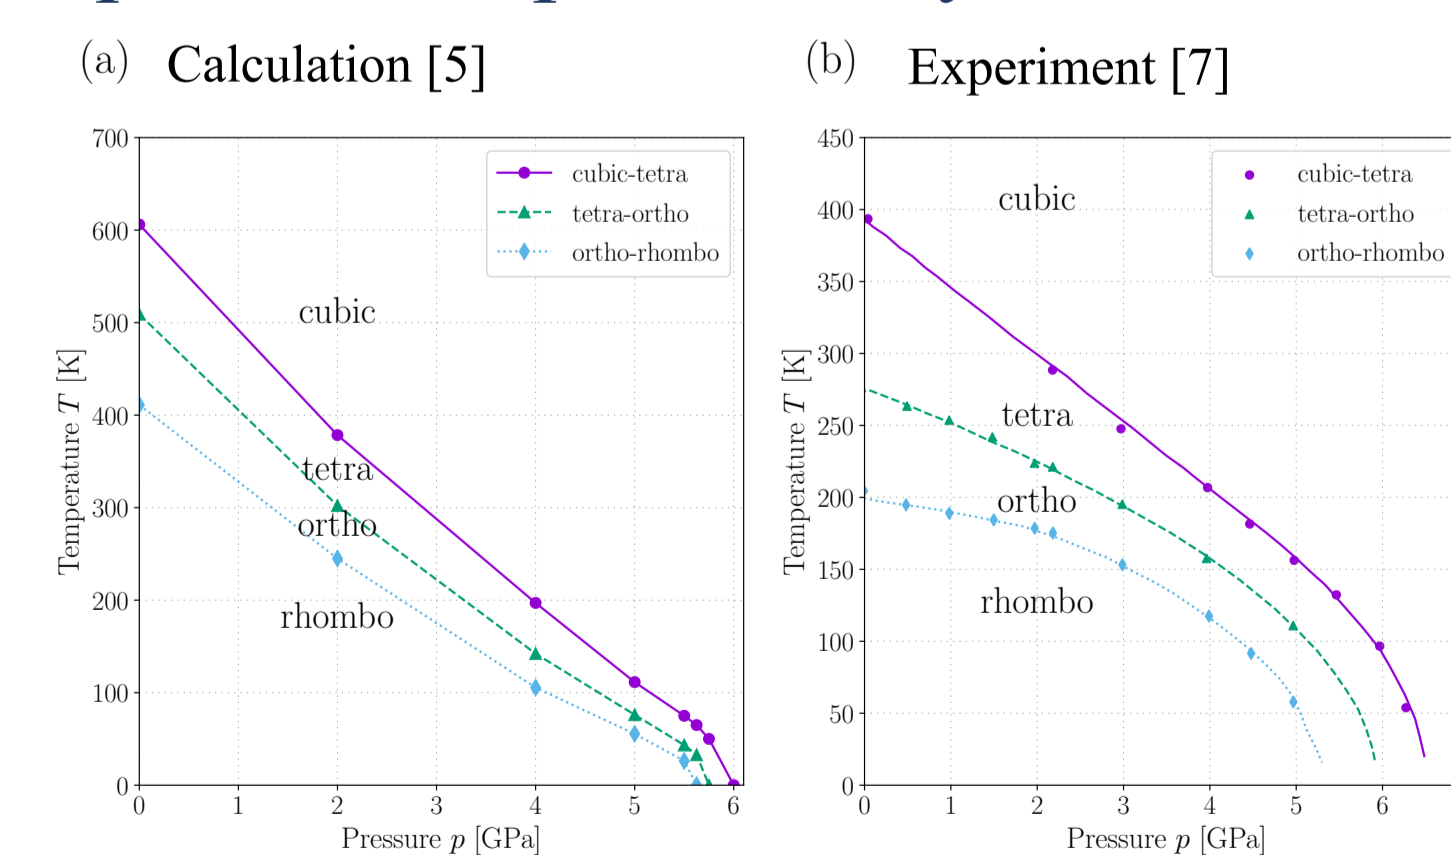 (a) Calculation [5]
700
600
500
400
300
200
100
0
Temperature T [K]
cubic-tetra
tetra-ortho
ortho-rhombo
cubic
tetra
ortho
rhombo
0 1 2 3 4 5 6
Pressure p [GPa]
(b) Experiment [7]
450
400
350
300
250
200
150
100
50
0
Temperature T [K]
cubic-tetra
tetra-ortho
ortho-rhombo
cubic
tetra
ortho
rhombo
0 1 2 3 4 5 6
Pressure p [GPa]